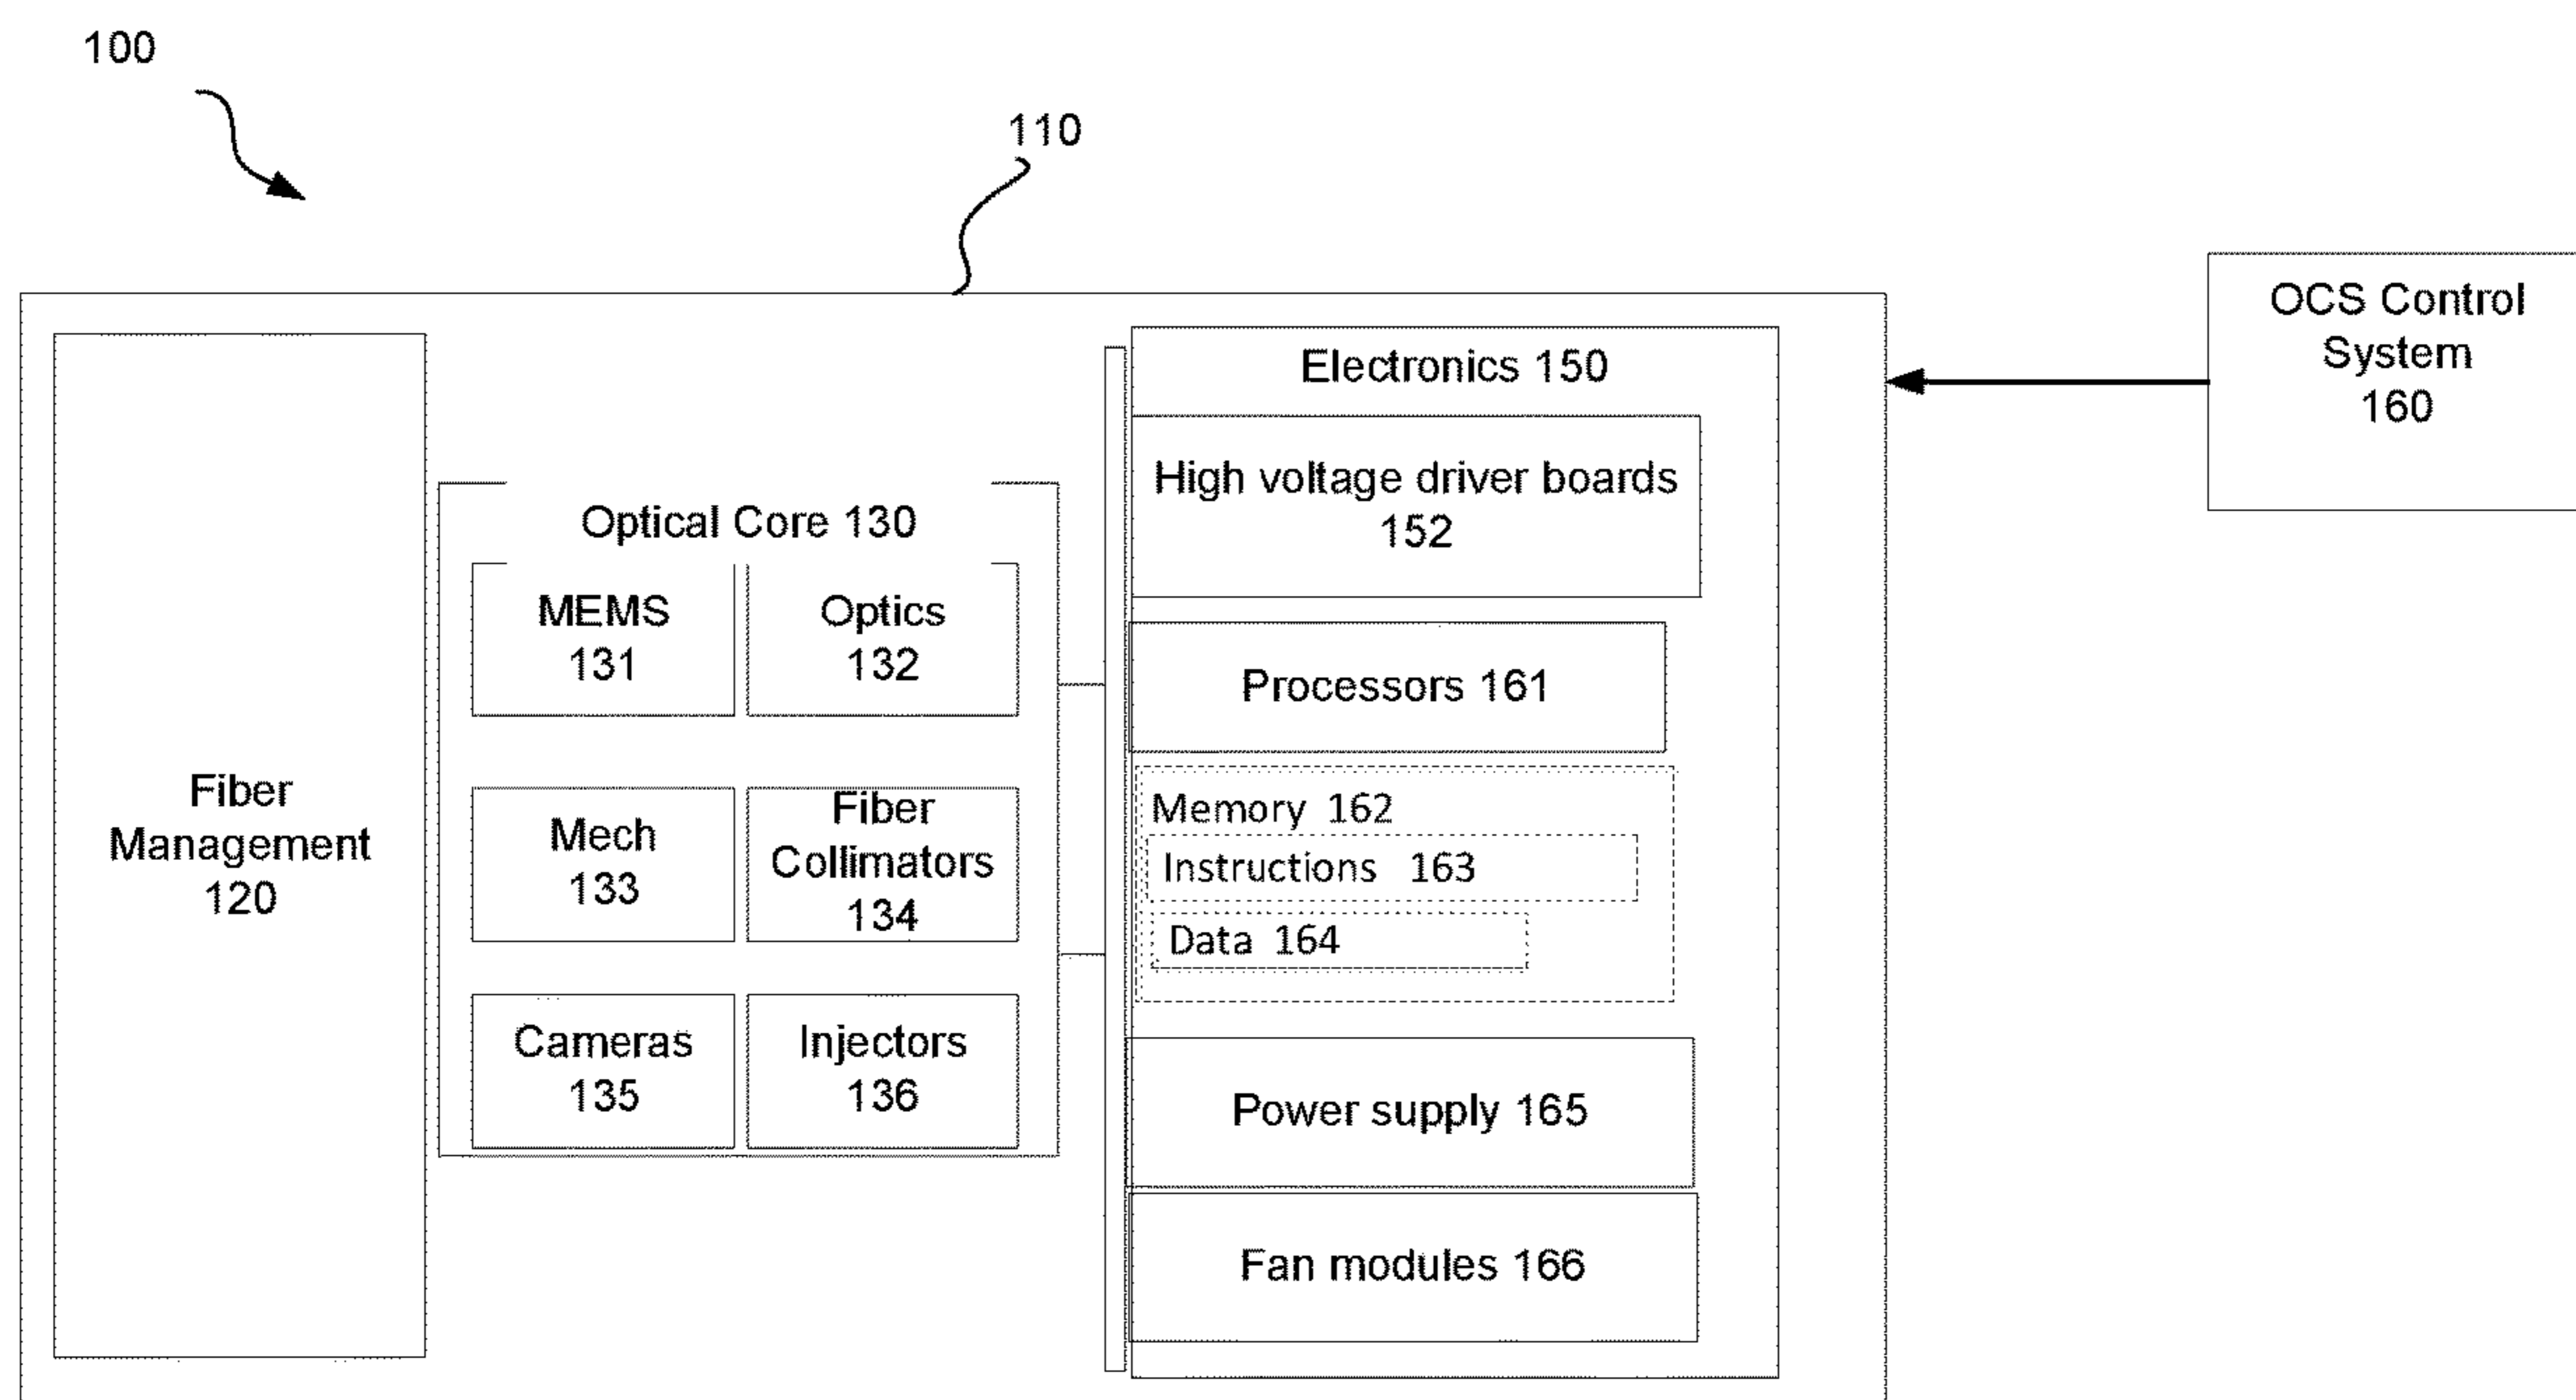 100
110
OCS Control
System
160
Electronics 150
High voltage driver boards
152
Optical Core 130
MEMS
131
Optics
132
Processors 161
Fiber
Management
120
Mech
133
Fiber
Collimators
134
Memory 162
Instructions 163
Data 164
Cameras
135
Injectors
136
Power supply 165
Fan modules 166